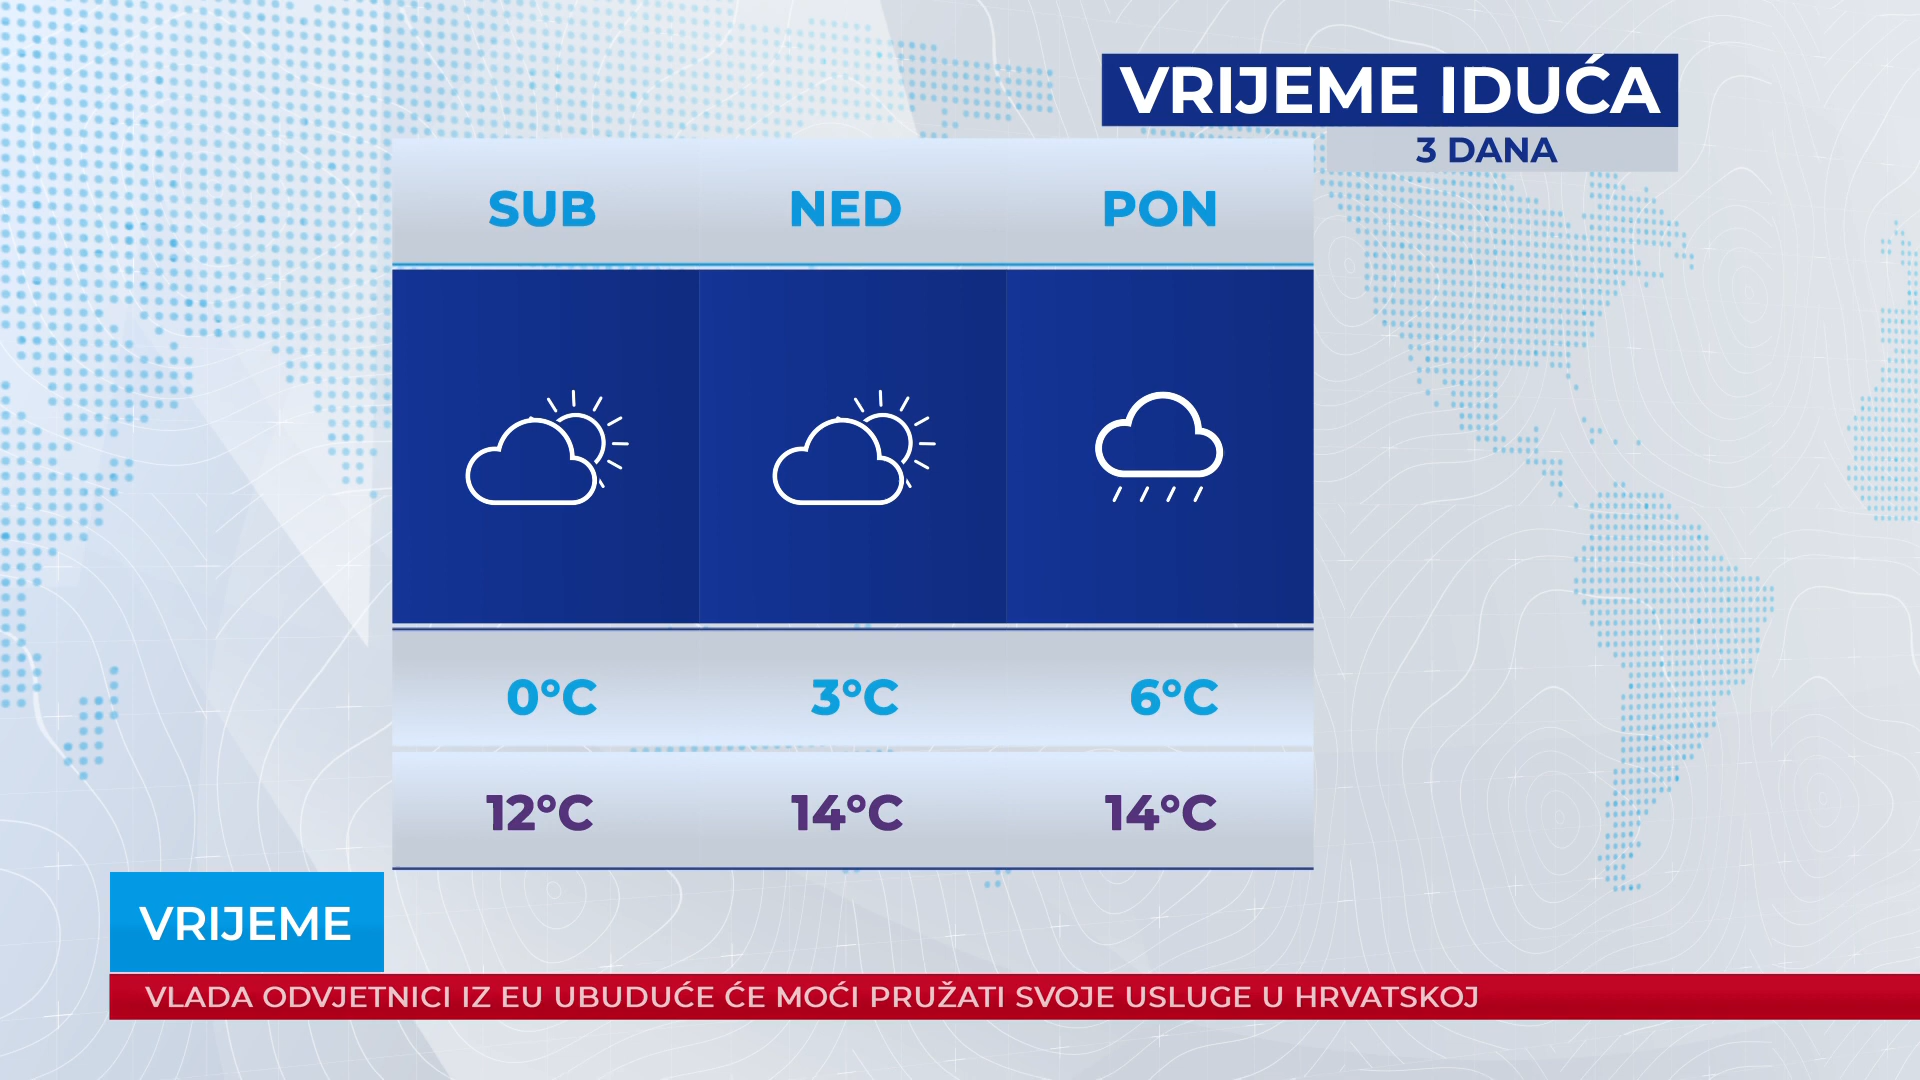 VRIJEME IDUĆA
3 DANA
SUB NED PON
0°C 3°C 6°C
12°C 14°C 14°C
VRIJEME
VLADA ODVJETNICI IZ EU UBUDUĆE ĆE MOĆI PRUŽATI SVOJE USLUGE U HRVATSKOJ